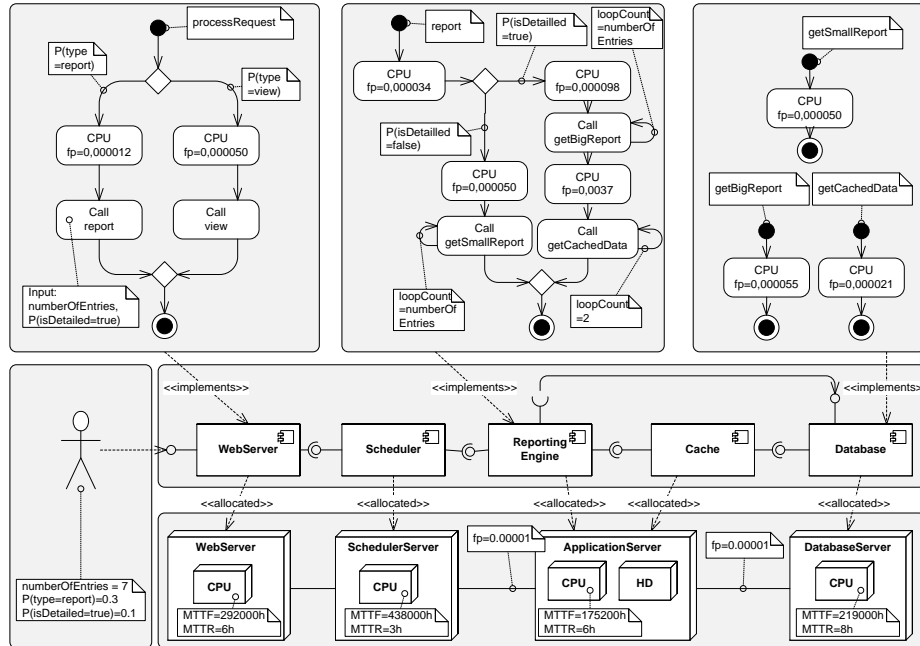 processRequest
P(type
=report)
P(type
=view)
CPU
fp=0,000012
CPU
fp=0,000050
Call
report
Call
view
Input:
numberOfEntries,
P(isDetailed=true)
report
P(isDetailled
=true)
loopCount
=numberOf
Entries
CPU
fp=0,000034
CPU
fp=0,000098
P(isDetailled
=false)
Call
getBigReport
CPU
fp=0,000050
CPU
fp=0,0037
Call
getSmallReport
Call
getCachedData
loopCount
=numberOf
Entries
loopCount
=2
getSmallReport
CPU
fp=0,000050
getBigReport
getCachedData
CPU
fp=0,000055
CPU
fp=0,000021
<<implements>>
<<implements>>
<<implements>>
WebServer
Scheduler
Reporting
Engine
Cache
Database
<<allocated>>
<<allocated>>
<<allocated>>
<<allocated>>
<<allocated>>
numberOfEntries = 7
P(type=report)=0.3
P(isDetailed=true)=0.1
WebServer
CPU
MTTF=292000h
MTTR=6h
SchedulerServer
CPU
MTTF=438000h
MTTR=3h
fp=0.00001
ApplicationServer
CPU
HD
MTTF=175200h
MTTR=6h
fp=0.00001
DatabaseServer
CPU
MTTF=219000h
MTTR=8h